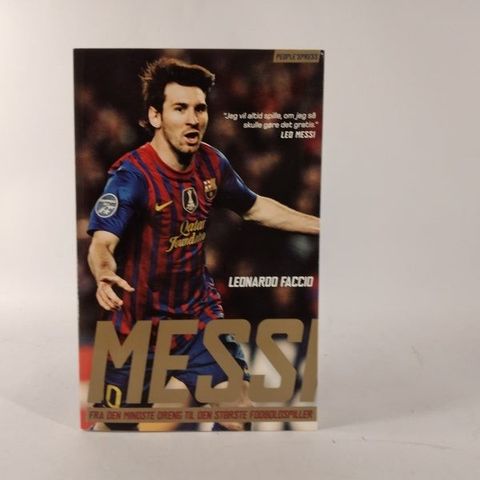 PEOPLE'SPRESS
"Jeg vil altid spille, om jeg så
skulle gøre det gratis."
LEO MESSI
Qatar
Foundation
LEONARDO FACCIO
MESSI
10
FRA DEN MINDSTE DRENG TIL DEN STØRSTE FODBOLDSPILLER